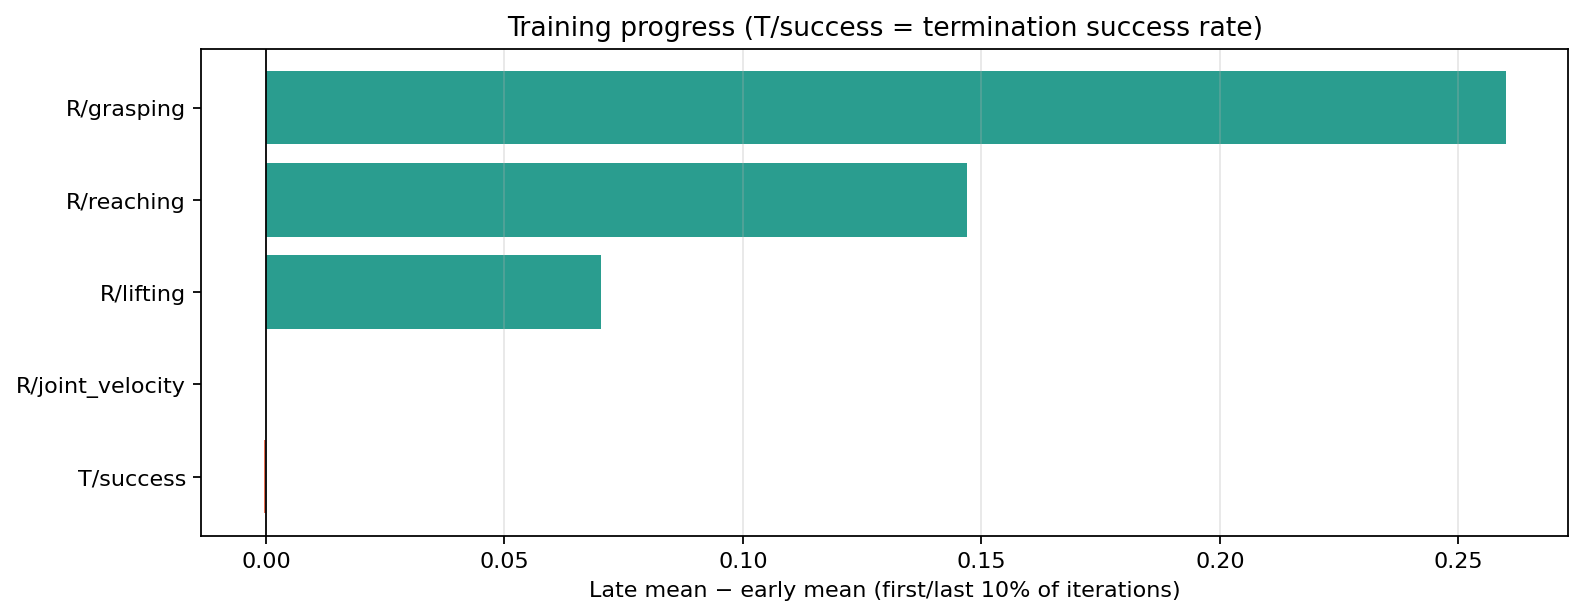 Training progress (T/success = termination success rate)
R/grasping
R/reaching
R/lifting
R/joint_velocity
T/success
0.00 0.05 0.10 0.15 0.20 0.25
Late mean − early mean (first/last 10% of iterations)